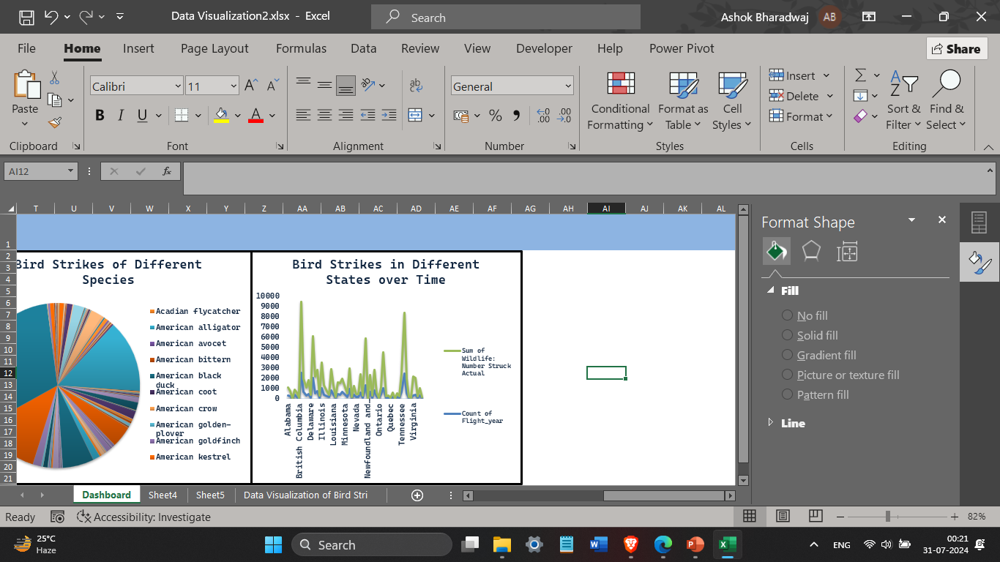 Data Visualization2.xlsx - Excel
Search
Ashok Bharadwaj
AB
File
Home
Insert
Page Layout
Formulas
Data
Review
View
Developer
Help
Power Pivot
Share
Paste
Clipboard
Calibri
11
B I U
A
Font
ab
Alignment
General
%
Number
Conditional
Formatting
Format as
Table
Cell
Styles
Styles
Insert
Delete
Format
Cells
Sort &
Filter
Find &
Select
Editing
AI12
fx
T U V W X Y Z AA AB AC AD AE AF AG AH AI AJ AK AL
1
2
3
4
5
6
7
8
9
10
11
12
13
14
15
16
17
18
19
20
21
Bird Strikes of Different
Species
Acadian flycatcher
American alligator
American avocet
American bittern
American black
duck
American coot
American crow
American golden-
plover
American goldfinch
American kestrel
Bird Strikes in Different
States over Time
10000
9000
8000
7000
6000
5000
4000
3000
2000
1000
0
Alabama
British Columbia
Delaware
Illinois
Louisiana
Minnesota
Nevada
Newfoundland and…
Ontario
Quebec
Tennessee
Virginia
Sum of
Wildlife:
Number Struck
Actual
Count of
Flight_year
Format Shape
Fill
No fill
Solid fill
Gradient fill
Picture or texture fill
Pattern fill
Line
Dashboard
Sheet4
Sheet5
Data Visualization of Bird Stri
Ready
Accessibility: Investigate
82%
25°C
Haze
Search
ENG
00:21
31-07-2024